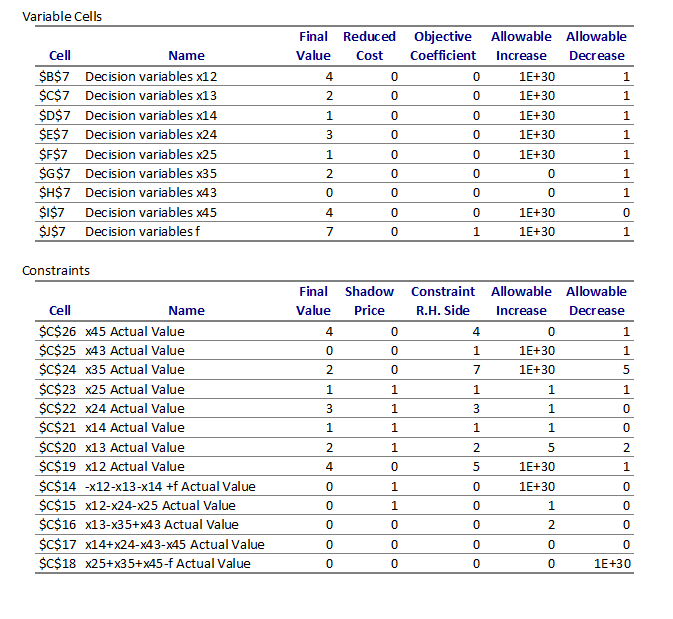 Variable Cells
Final Reduced Objective Allowable Allowable
Cell Name Value Cost Coefficient Increase Decrease
$B$7 Decision variables x12 4 0 0 1E+30 1
$C$7 Decision variables x13 2 0 0 1E+30 1
$D$7 Decision variables x14 1 0 0 1E+30 1
$E$7 Decision variables x24 3 0 0 1E+30 1
$F$7 Decision variables x25 1 0 0 1E+30 1
$G$7 Decision variables x35 2 0 0 0 1
$H$7 Decision variables x43 0 0 0 0 1
$I$7 Decision variables x45 4 0 0 1E+30 0
$J$7 Decision variables f 7 0 1 1E+30 1
Constraints
Final Shadow Constraint Allowable Allowable
Cell Name Value Price R.H. Side Increase Decrease
$C$26 x45 Actual Value 4 0 4 0 1
$C$25 x43 Actual Value 0 0 1 1E+30 1
$C$24 x35 Actual Value 2 0 7 1E+30 5
$C$23 x25 Actual Value 1 1 1 1 1
$C$22 x24 Actual Value 3 1 3 1 0
$C$21 x14 Actual Value 1 1 1 1 0
$C$20 x13 Actual Value 2 1 2 5 2
$C$19 x12 Actual Value 4 0 5 1E+30 1
$C$14 -x12-x13-x14 +f Actual Value 0 1 0 1E+30 0
$C$15 x12-x24-x25 Actual Value 0 1 0 1 0
$C$16 x13-x35+x43 Actual Value 0 0 0 2 0
$C$17 x14+x24-x43-x45 Actual Value 0 0 0 0 0
$C$18 x25+x35+x45-f Actual Value 0 0 0 0 1E+30